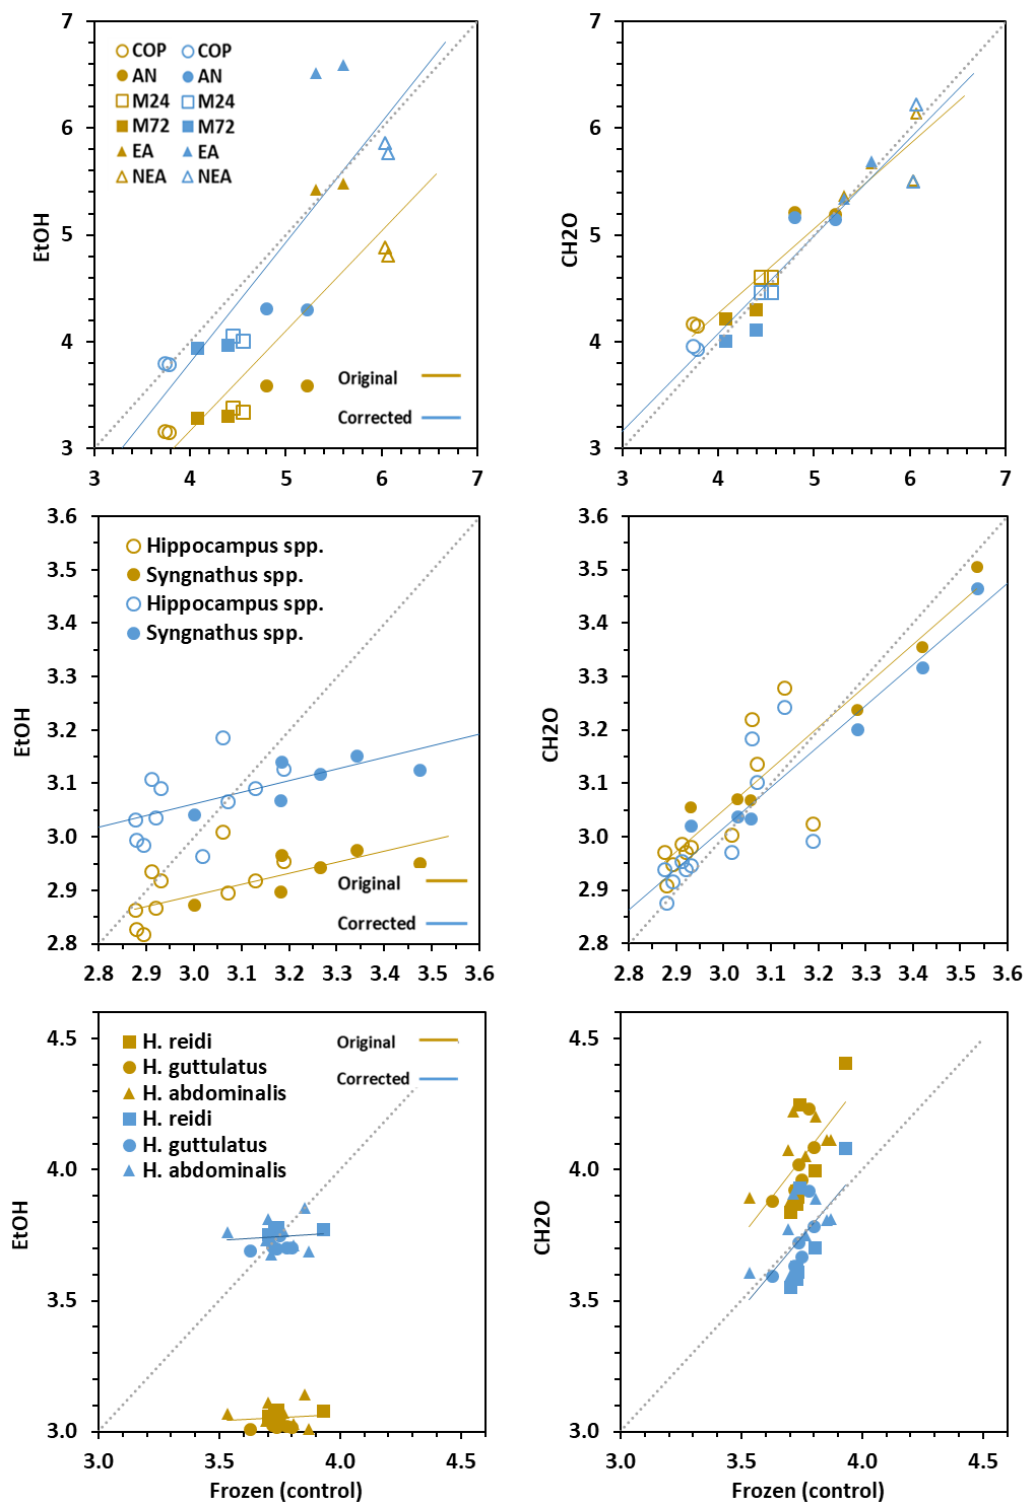 7
6
5
4
3
EtOH
COP COP
AN AN
M24 M24
M72 M72
EA EA
NEA NEA
Original
Corrected
3 4 5 6 7
7
6
5
4
3
CH2O
3 4 5 6 7
3.6
3.5
3.4
3.3
3.2
3.1
3.0
2.9
2.8
EtOH
Hippocampus spp.
Syngnathus spp.
Hippocampus spp.
Syngnathus spp.
Original
Corrected
2.8 2.9 3.0 3.1 3.2 3.3 3.4 3.5 3.6
3.6
3.5
3.4
3.3
3.2
3.1
3.0
2.9
2.8
CH2O
2.8 2.9 3.0 3.1 3.2 3.3 3.4 3.5 3.6
4.5
4.0
3.5
3.0
EtOH
H. reidi
H. guttulatus
H. abdominalis
H. reidi
H. guttulatus
H. abdominalis
Original
Corrected
3.0 3.5 4.0 4.5
Frozen (control)
4.5
4.0
3.5
3.0
CH2O
3.0 3.5 4.0 4.5
Frozen (control)